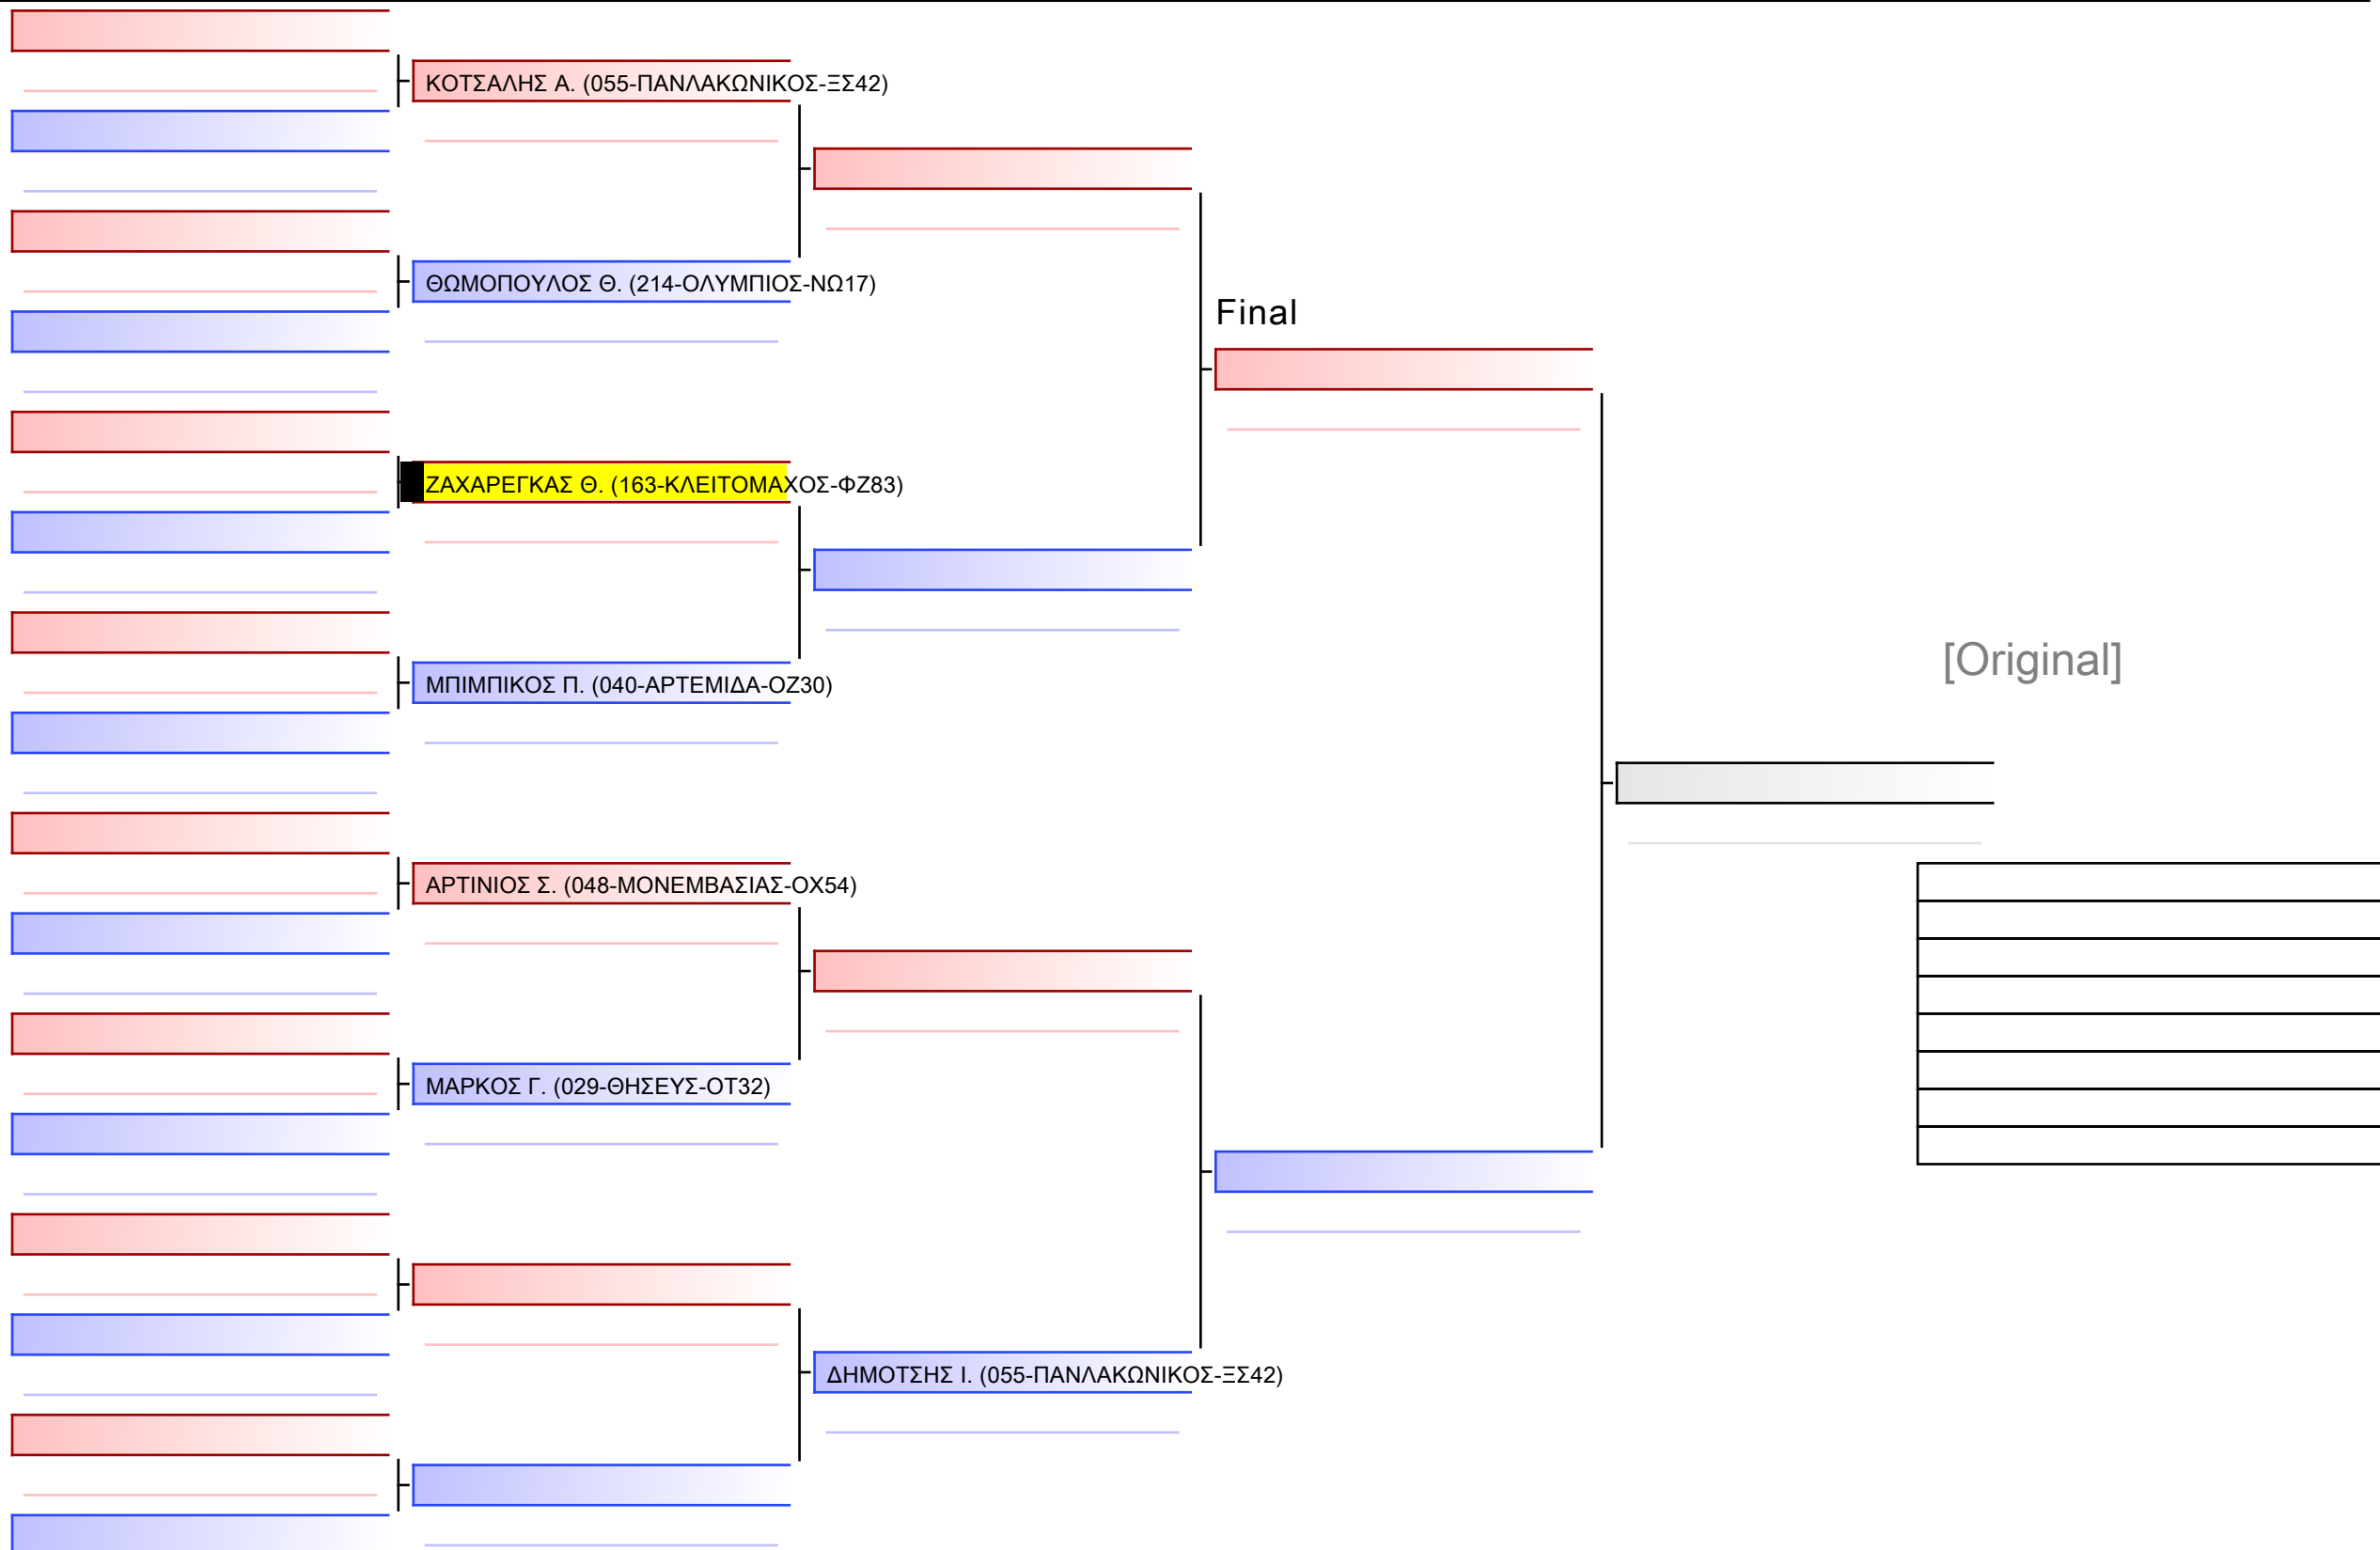 ΚΟΤΣΑΛΗΣ Α. (055-ΠΑΝΛΑΚΩΝΙΚΟΣ-ΞΣ42)
ΘΩΜΟΠΟΥΛΟΣ Θ. (214-ΟΛΥΜΠΙΟΣ-ΝΩ17)
Final
ΖΑΧΑΡΕΓΚΑΣ Θ. (163-ΚΛΕΙΤΟΜΑΧΟΣ-ΦΖ83)
ΜΠΙΜΠΙΚΟΣ Π. (040-ΑΡΤΕΜΙΔΑ-ΟΖ30)
[Original]
ΑΡΤΙΝΙΟΣ Σ. (048-ΜΟΝΕΜΒΑΣΙΑΣ-ΟΧ54)
ΜΑΡΚΟΣ Γ. (029-ΘΗΣΕΥΣ-ΟΤ32)
ΔΗΜΟΤΣΗΣ Ι. (055-ΠΑΝΛΑΚΩΝΙΚΟΣ-ΞΣ42)